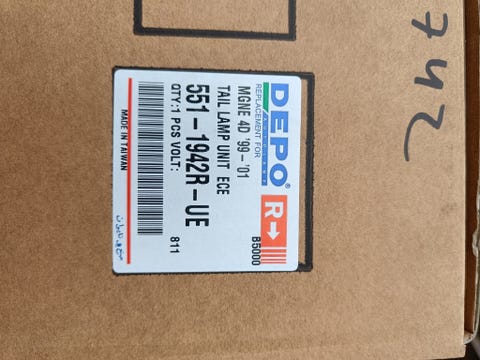 DEPO®
REPLACEMENT FOR
R
MGNE 4D '99-'01
B5000
TAIL LAMP UNIT ECE
551-1942R-UE
QTY:1 PCS VOLT:
811
MADE IN TAIWAN
742